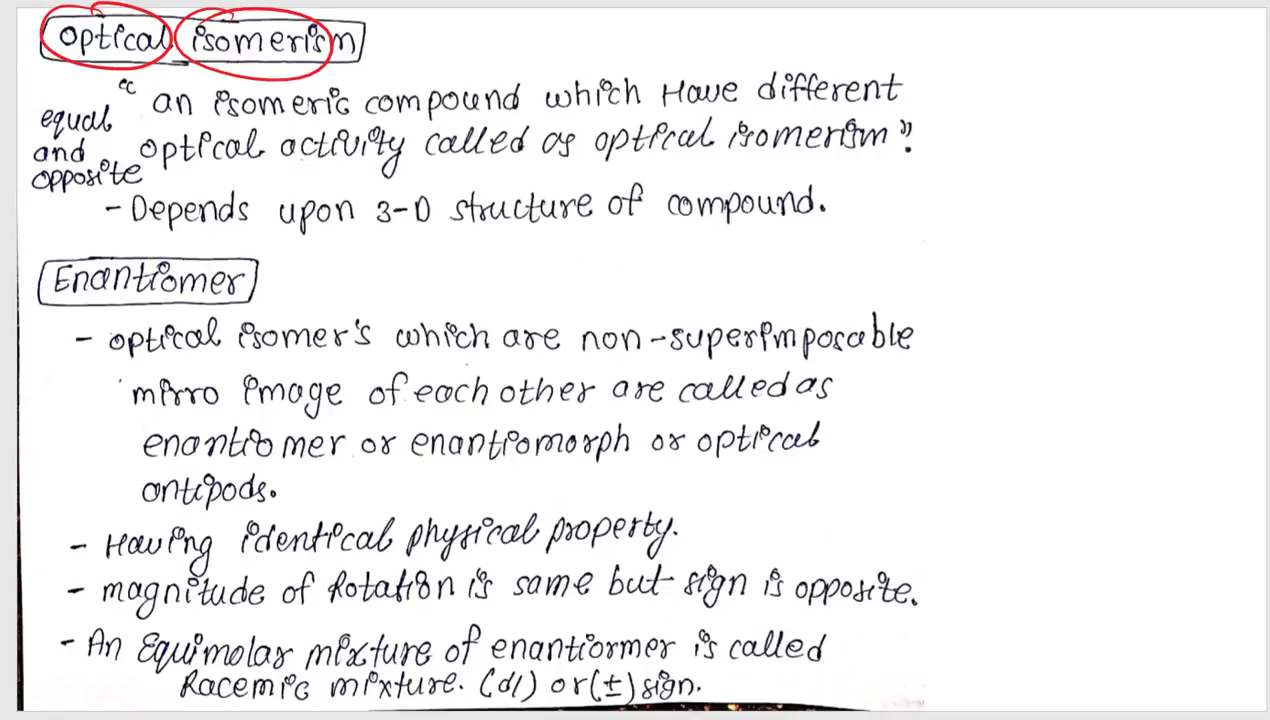 optical isomerism
" an isomeric compound which Have different
equal
and
opposite
optical activity called as optical isomerism".
- Depends upon 3-D structure of compound.
Enantiomer
- optical isomer's which are non-superimposable
mirro image of each other are called as
enantiomer or enantiomorph or optical
antipods.
- Having identical physical property.
- magnitude of Rotation is same but sign is opposite.
- An Equimolar mixture of enantiormer is called
Racemic mixture. (dl) or (±) sign.